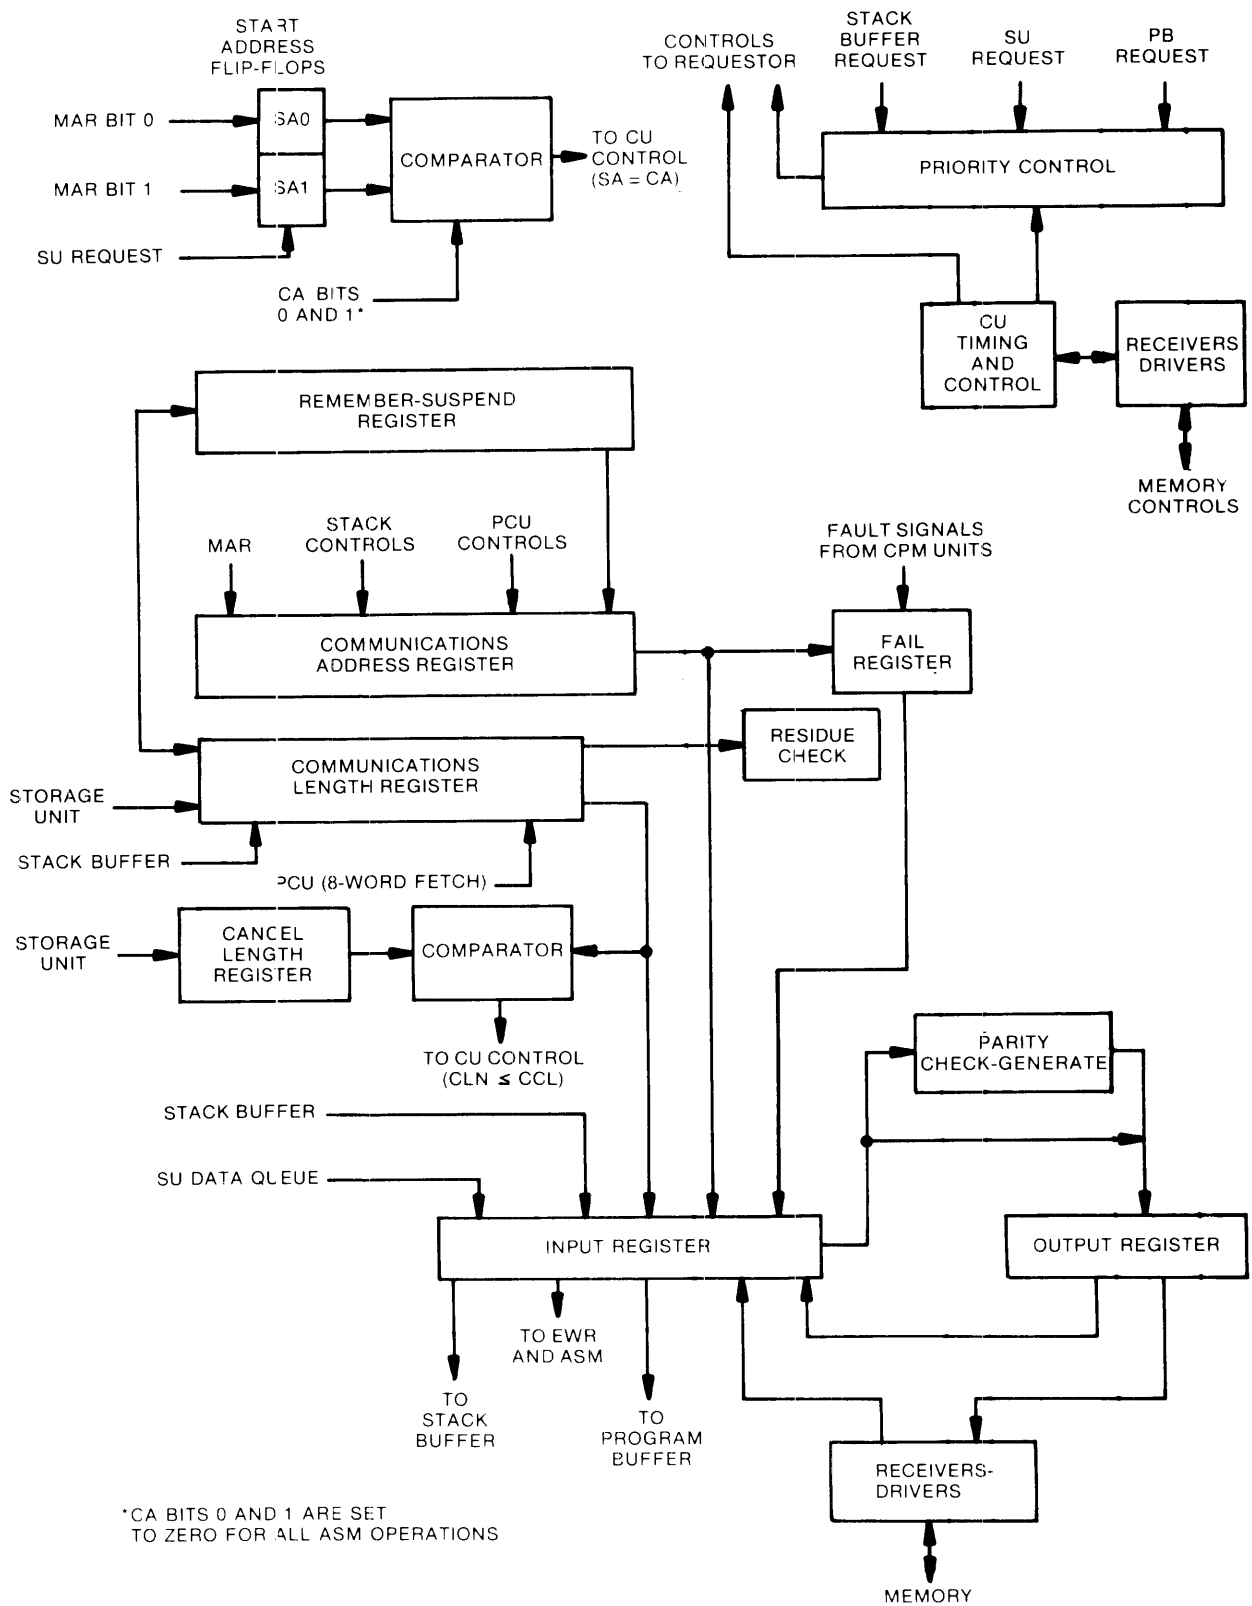 START
ADDRESS
FLIP-FLOPS
MAR BIT 0
SA0
MAR BIT 1
SA1
COMPARATOR
TO CU
CONTROL
(SA = CA)
SU REQUEST
CA BITS
0 AND 1*
CONTROLS
TO REQUESTOR
STACK
BUFFER
REQUEST
SU
REQUEST
PB
REQUEST
PRIORITY CONTROL
CU
TIMING
AND
CONTROL
RECEIVERS
DRIVERS
MEMORY
CONTROLS
REMEMBER-SUSPEND
REGISTER
MAR
STACK
CONTROLS
PCU
CONTROLS
FAULT SIGNALS
FROM CPM UNITS
COMMUNICATIONS
ADDRESS REGISTER
FAIL
REGISTER
COMMUNICATIONS
LENGTH REGISTER
RESIDUE
CHECK
STORAGE
UNIT
STACK BUFFER
PCU (8-WORD FETCH)
STORAGE
UNIT
CANCEL
LENGTH
REGISTER
COMPARATOR
TO CU CONTROL
(CLN ≤ CCL)
PARITY
CHECK-GENERATE
STACK BUFFER
SU DATA QUEUE
INPUT REGISTER
OUTPUT REGISTER
TO EWR
AND ASM
TO
STACK
BUFFER
TO
PROGRAM
BUFFER
RECEIVERS-
DRIVERS
MEMORY
*CA BITS 0 AND 1 ARE SET
TO ZERO FOR ALL ASM OPERATIONS